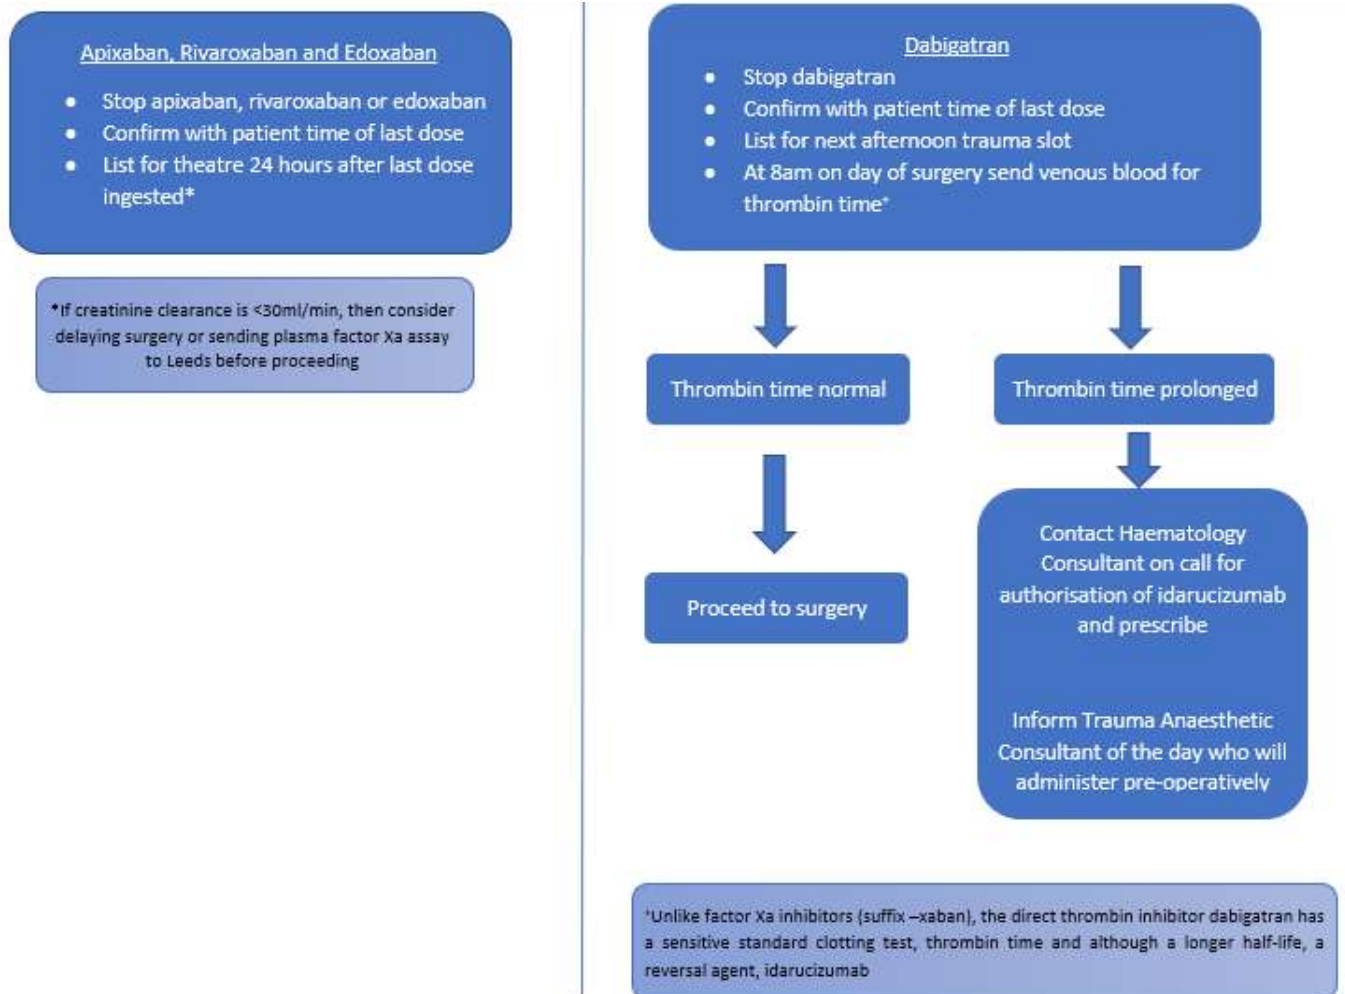 Apixaban, Rivaroxaban and Edoxaban
● Stop apixaban, rivaroxaban or edoxaban
● Confirm with patient time of last dose
● List for theatre 24 hours after last dose
ingested*
*If creatinine clearance is <30ml/min, then consider
delaying surgery or sending plasma factor Xa assay
to Leeds before proceeding
Dabigatran
● Stop dabigatran
● Confirm with patient time of last dose
● List for next afternoon trauma slot
● At 8am on day of surgery send venous blood for
thrombin time⁺
Thrombin time normal
Thrombin time prolonged
Proceed to surgery
Contact Haematology
Consultant on call for
authorisation of idarucizumab
and prescribe
Inform Trauma Anaesthetic
Consultant of the day who will
administer pre-operatively
⁺Unlike factor Xa inhibitors (suffix –xaban), the direct thrombin inhibitor dabigatran has
a sensitive standard clotting test, thrombin time and although a longer half-life, a
reversal agent, idarucizumab